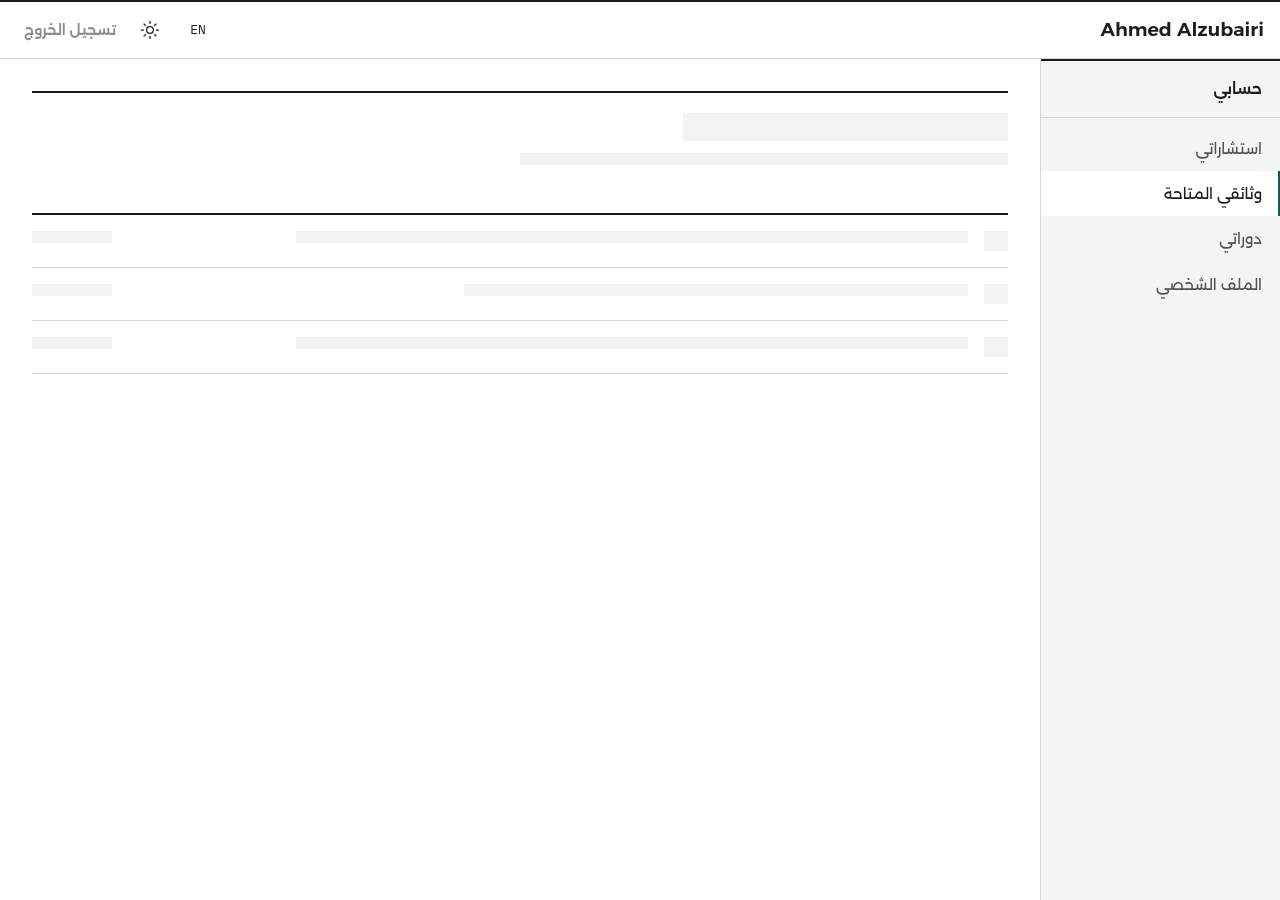 Ahmed Alzubairi
EN
تسجيل الخروج
حسابي
استشاراتي
وثائقي المتاحة
دوراتي
الملف الشخصي